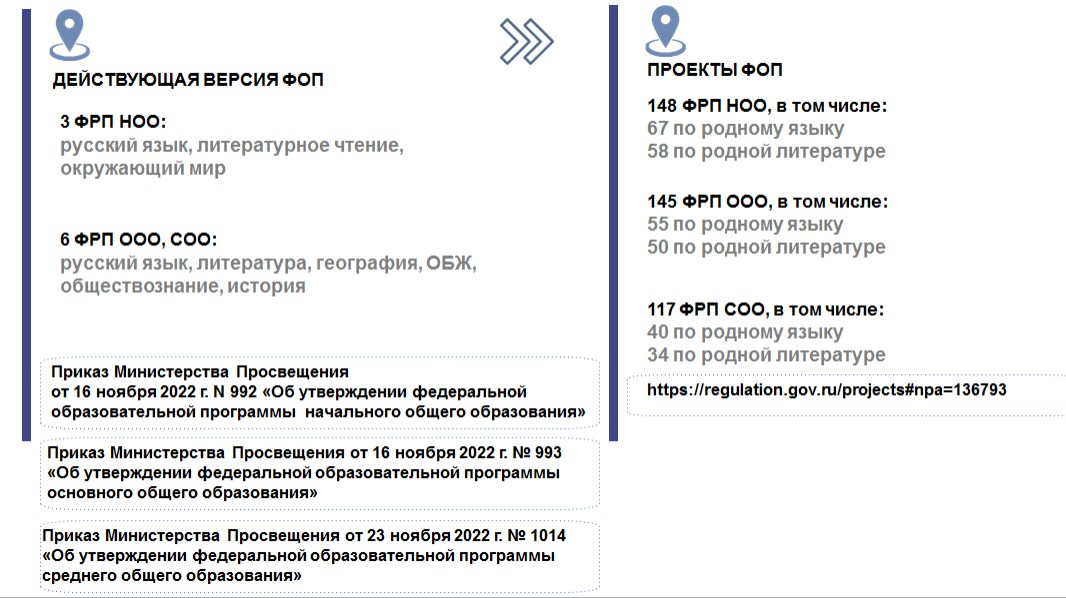 ДЕЙСТВУЮЩАЯ ВЕРСИЯ ФОП
3 ФРП НОО:
русский язык, литературное чтение,
окружающий мир
6 ФРП ООО, СОО:
русский язык, литература, география, ОБЖ,
обществознание, история
Приказ Министерства Просвещения
от 16 ноября 2022 г. N 992 «Об утверждении федеральной
образовательной программы начального общего образования»
Приказ Министерства Просвещения от 16 ноября 2022 г. № 993
«Об утверждении федеральной образовательной программы
основного общего образования»
Приказ Министерства Просвещения от 23 ноября 2022 г. № 1014
«Об утверждении федеральной образовательной программы
среднего общего образования»
ПРОЕКТЫ ФОП
148 ФРП НОО, в том числе:
67 по родному языку
58 по родной литературе
145 ФРП ООО, в том числе:
55 по родному языку
50 по родной литературе
117 ФРП СОО, в том числе:
40 по родному языку
34 по родной литературе
https://regulation.gov.ru/projects#npa=136793